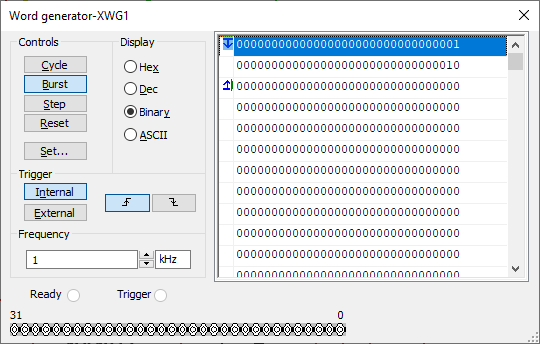 Word generator-XWG1
Controls
Cycle
Burst
Step
Reset
Set...
Display
Hex
Dec
Binary
ASCII
Trigger
Internal
External
Frequency
1
kHz
00000000000000000000000000000001
00000000000000000000000000000010
00000000000000000000000000000000
00000000000000000000000000000000
00000000000000000000000000000000
00000000000000000000000000000000
00000000000000000000000000000000
00000000000000000000000000000000
00000000000000000000000000000000
00000000000000000000000000000000
00000000000000000000000000000000
00000000000000000000000000000000
Ready
Trigger
31 0